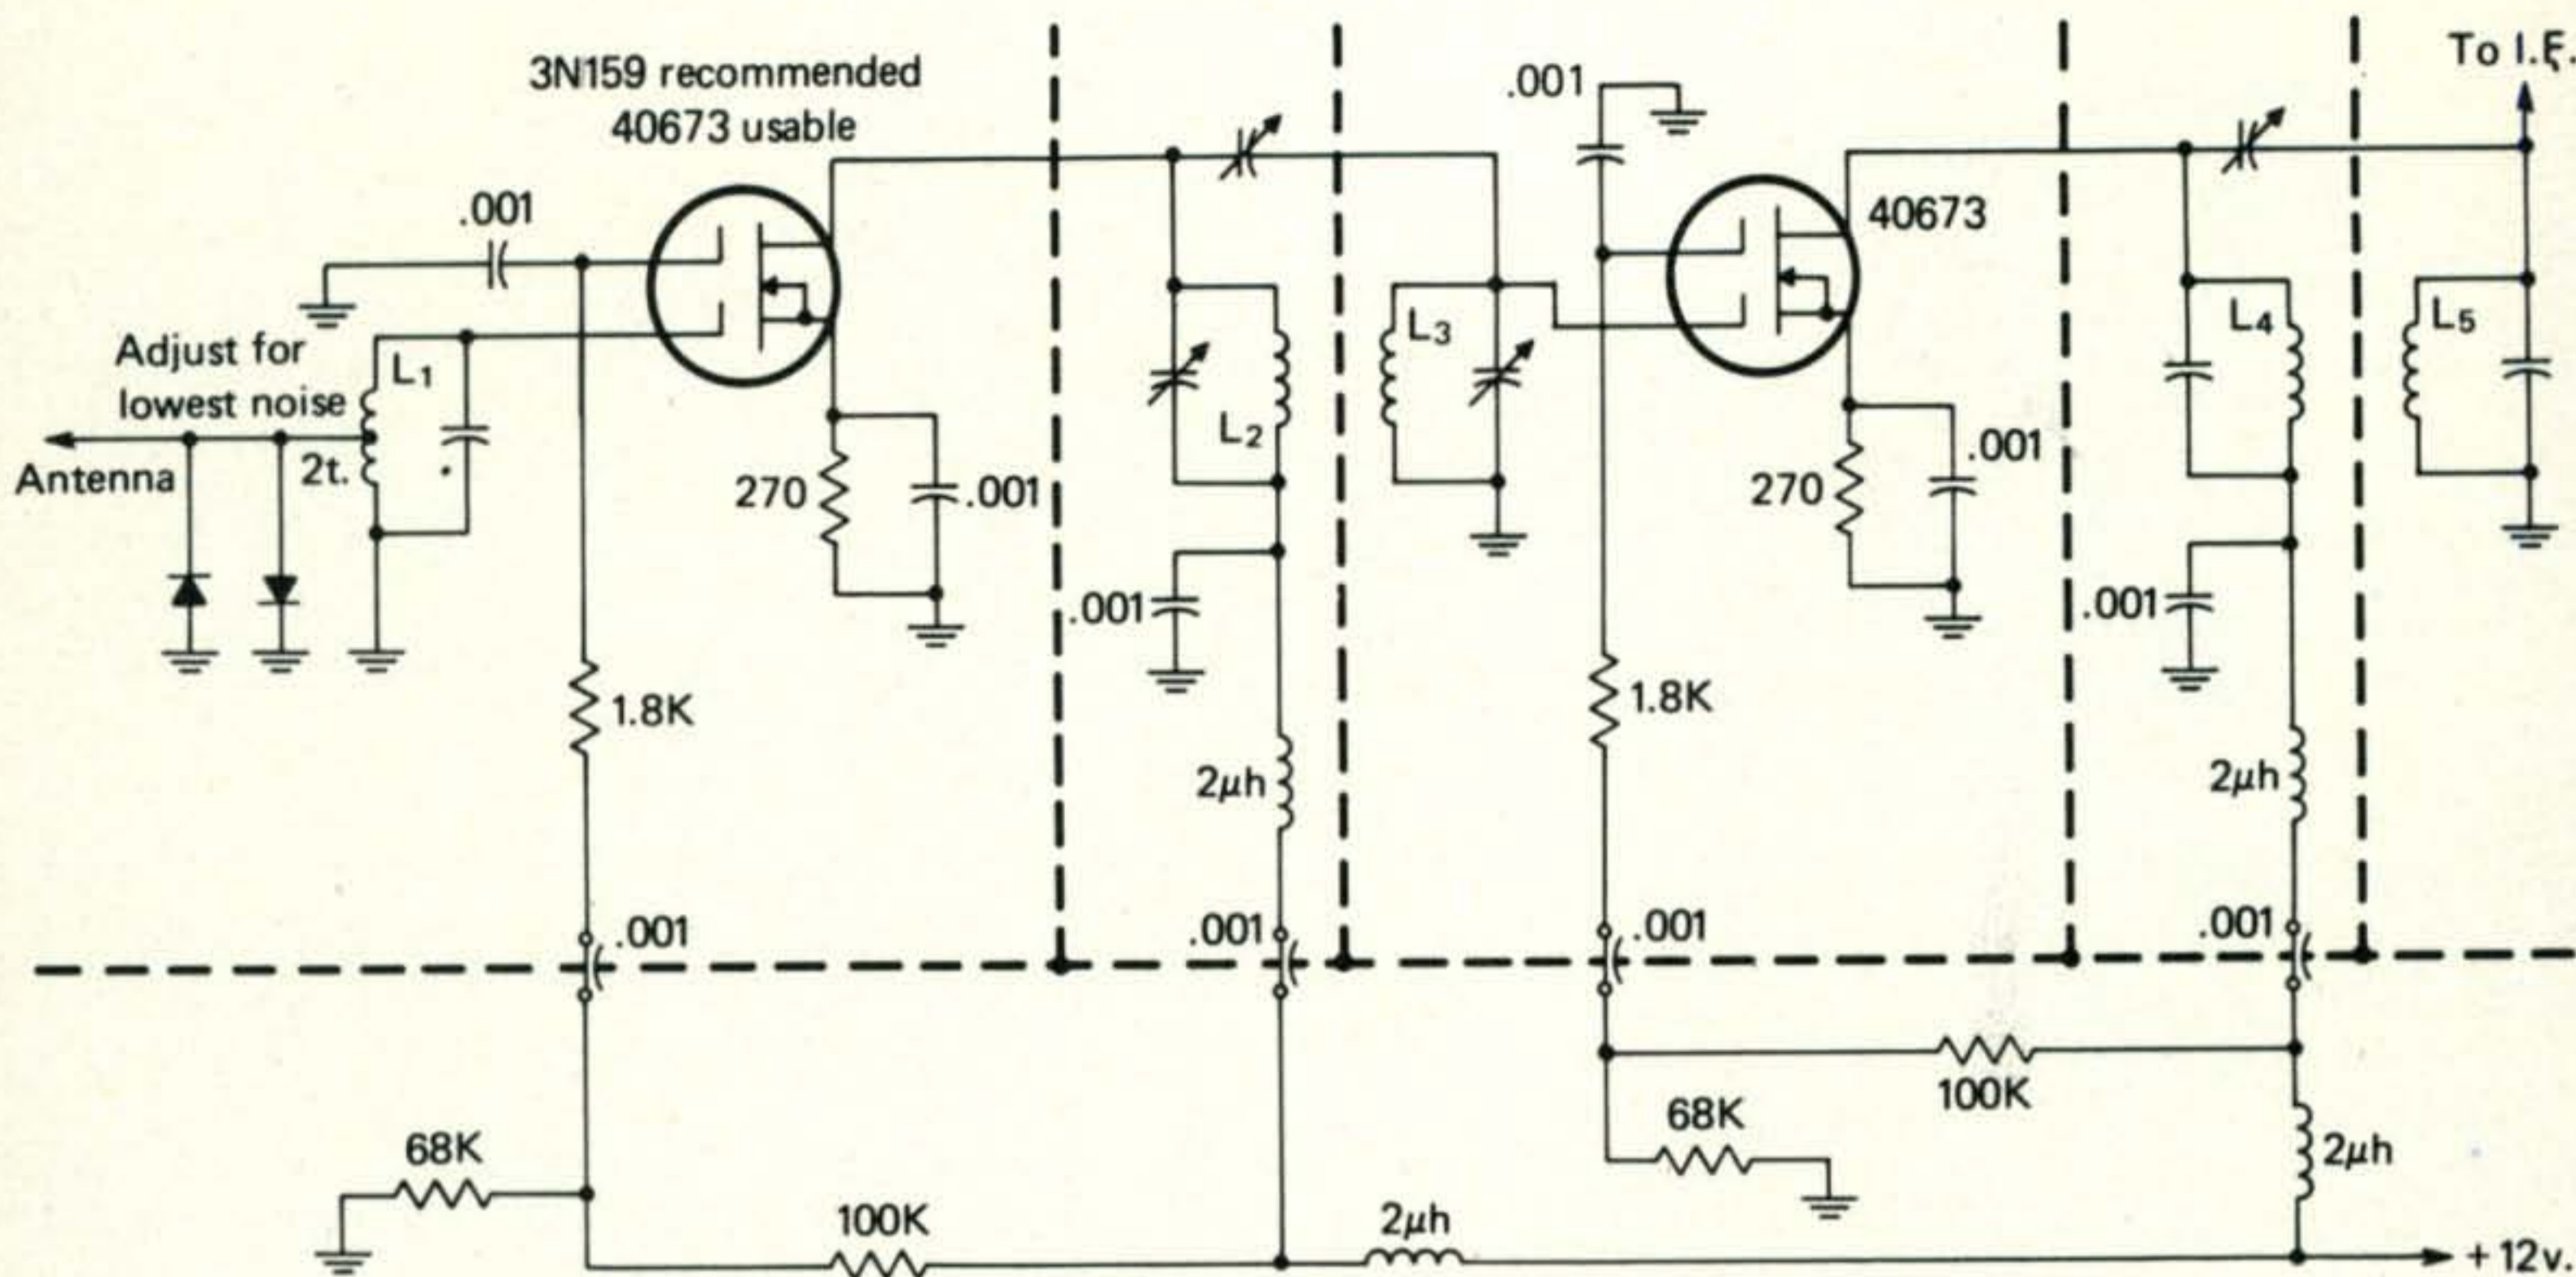 3N159 recommended
40673 usable
.001
Adjust for
lowest noise
L1
Antenna
2t.
270
.001
1.8K
.001
68K
100K
L2
.001
2µh
.001
L3
.001
40673
270
.001
1.8K
.001
68K
100K
2µh
To I.F.
L4
L5
.001
2µh
.001
2µh
+12v.